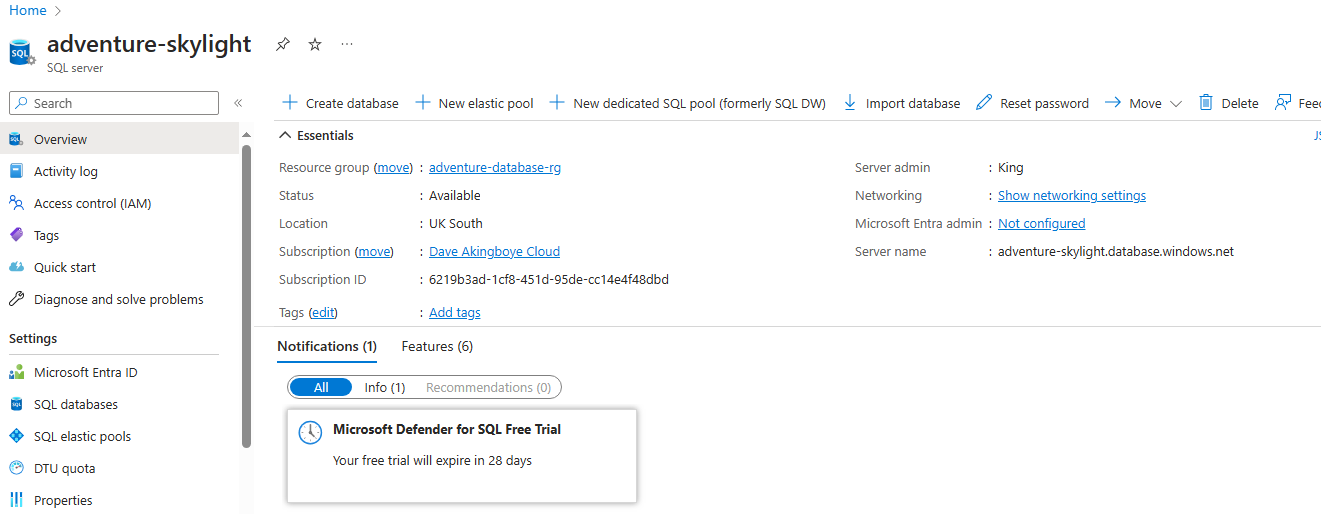 Home
adventure-skylight
SQL server
Search
Overview
Activity log
Access control (IAM)
Tags
Quick start
Diagnose and solve problems
Settings
Microsoft Entra ID
SQL databases
SQL elastic pools
DTU quota
Properties
Create database New elastic pool New dedicated SQL pool (formerly SQL DW) Import database Reset password Move Delete
Essentials
Resource group (move) : adventure-database-rg
Status : Available
Location : UK South
Subscription (move) : Dave Akingboye Cloud
Subscription ID : 6219b3ad-1cf8-451d-95de-cc14e4f48dbd
Tags (edit) : Add tags
Server admin : King
Networking : Show networking settings
Microsoft Entra admin : Not configured
Server name : adventure-skylight.database.windows.net
Notifications (1) Features (6)
All Info (1) Recommendations (0)
Microsoft Defender for SQL Free Trial
Your free trial will expire in 28 days